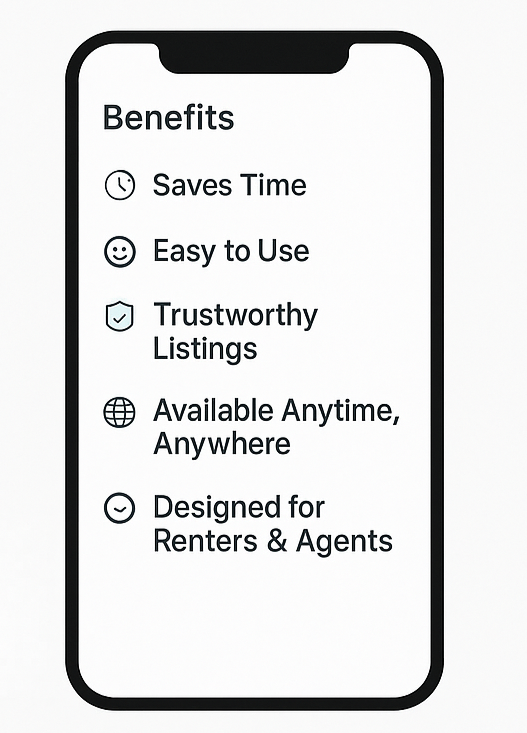 Benefits
Saves Time
Easy to Use
Trustworthy
Listings
Available Anytime,
Anywhere
Designed for
Renters & Agents